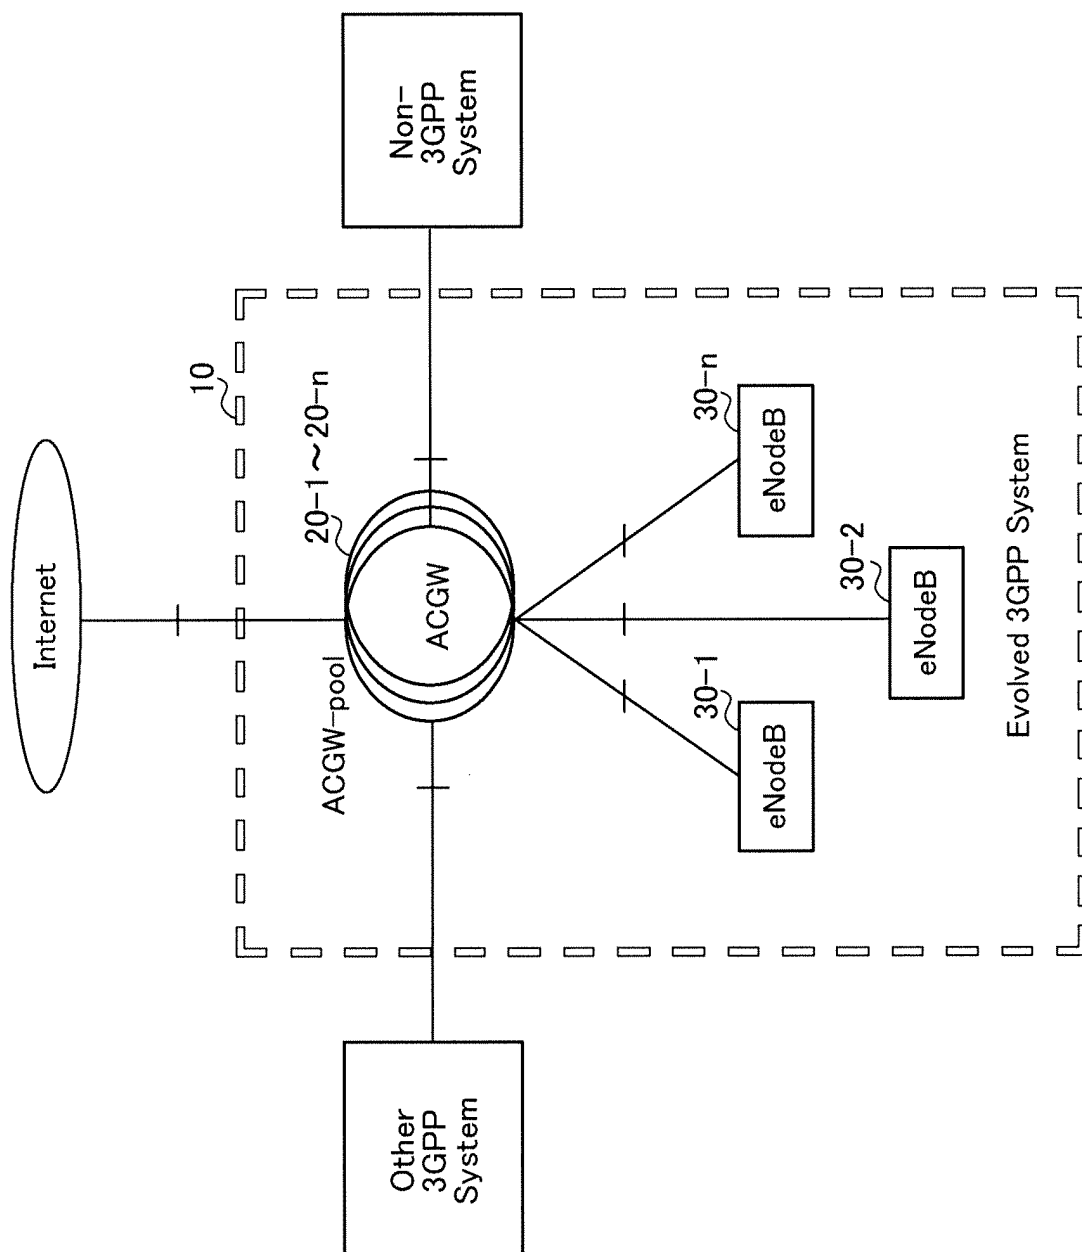 Internet
10
ACGW-pool
20-1～20-n
ACGW
Other
3GPP
System
Non-
3GPP
System
30-1
eNodeB
30-2
eNodeB
30-n
eNodeB
Evolved 3GPP System